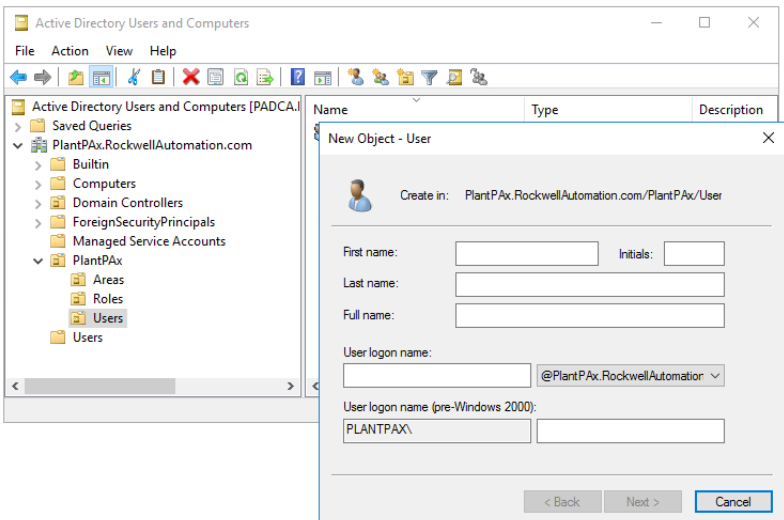 Active Directory Users and Computers
File Action View Help
Active Directory Users and Computers [PADCA.
Saved Queries
PlantPAx.RockwellAutomation.com
Builtin
Computers
Domain Controllers
ForeignSecurityPrincipals
Managed Service Accounts
PlantPAx
Areas
Roles
Users
Users
Name Type Description
New Object - User
Create in: PlantPAx.RockwellAutomation.com/PlantPAx/User
First name: Initials:
Last name:
Full name:
User logon name:
@PlantPAx.RockwellAutomation
User logon name (pre-Windows 2000):
PLANTPAX\
< Back Next > Cancel